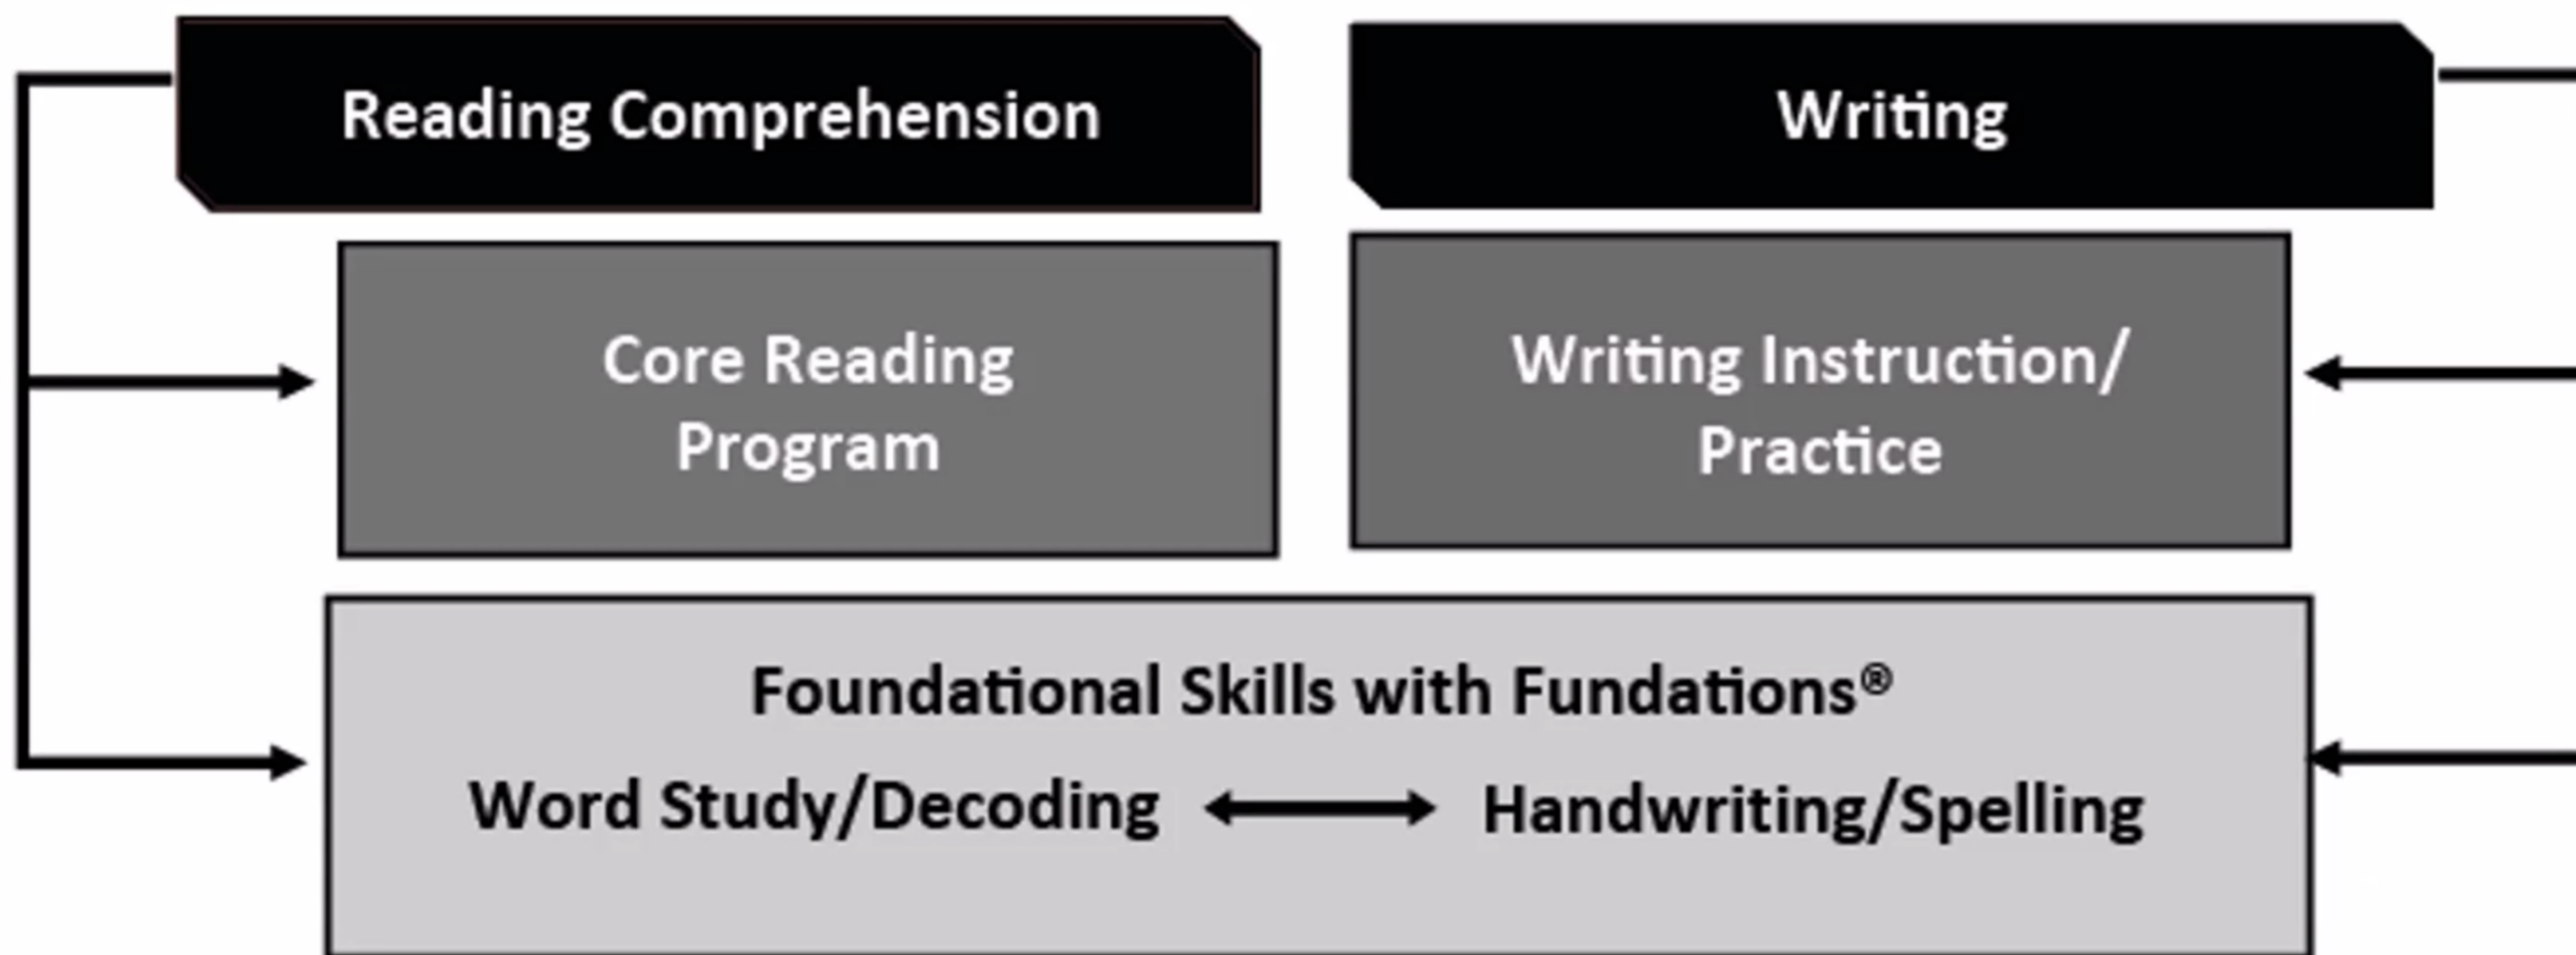 Reading Comprehension
Writing
Core Reading
Program
Writing Instruction/
Practice
Foundational Skills with Fundations®
Word Study/Decoding
Handwriting/Spelling